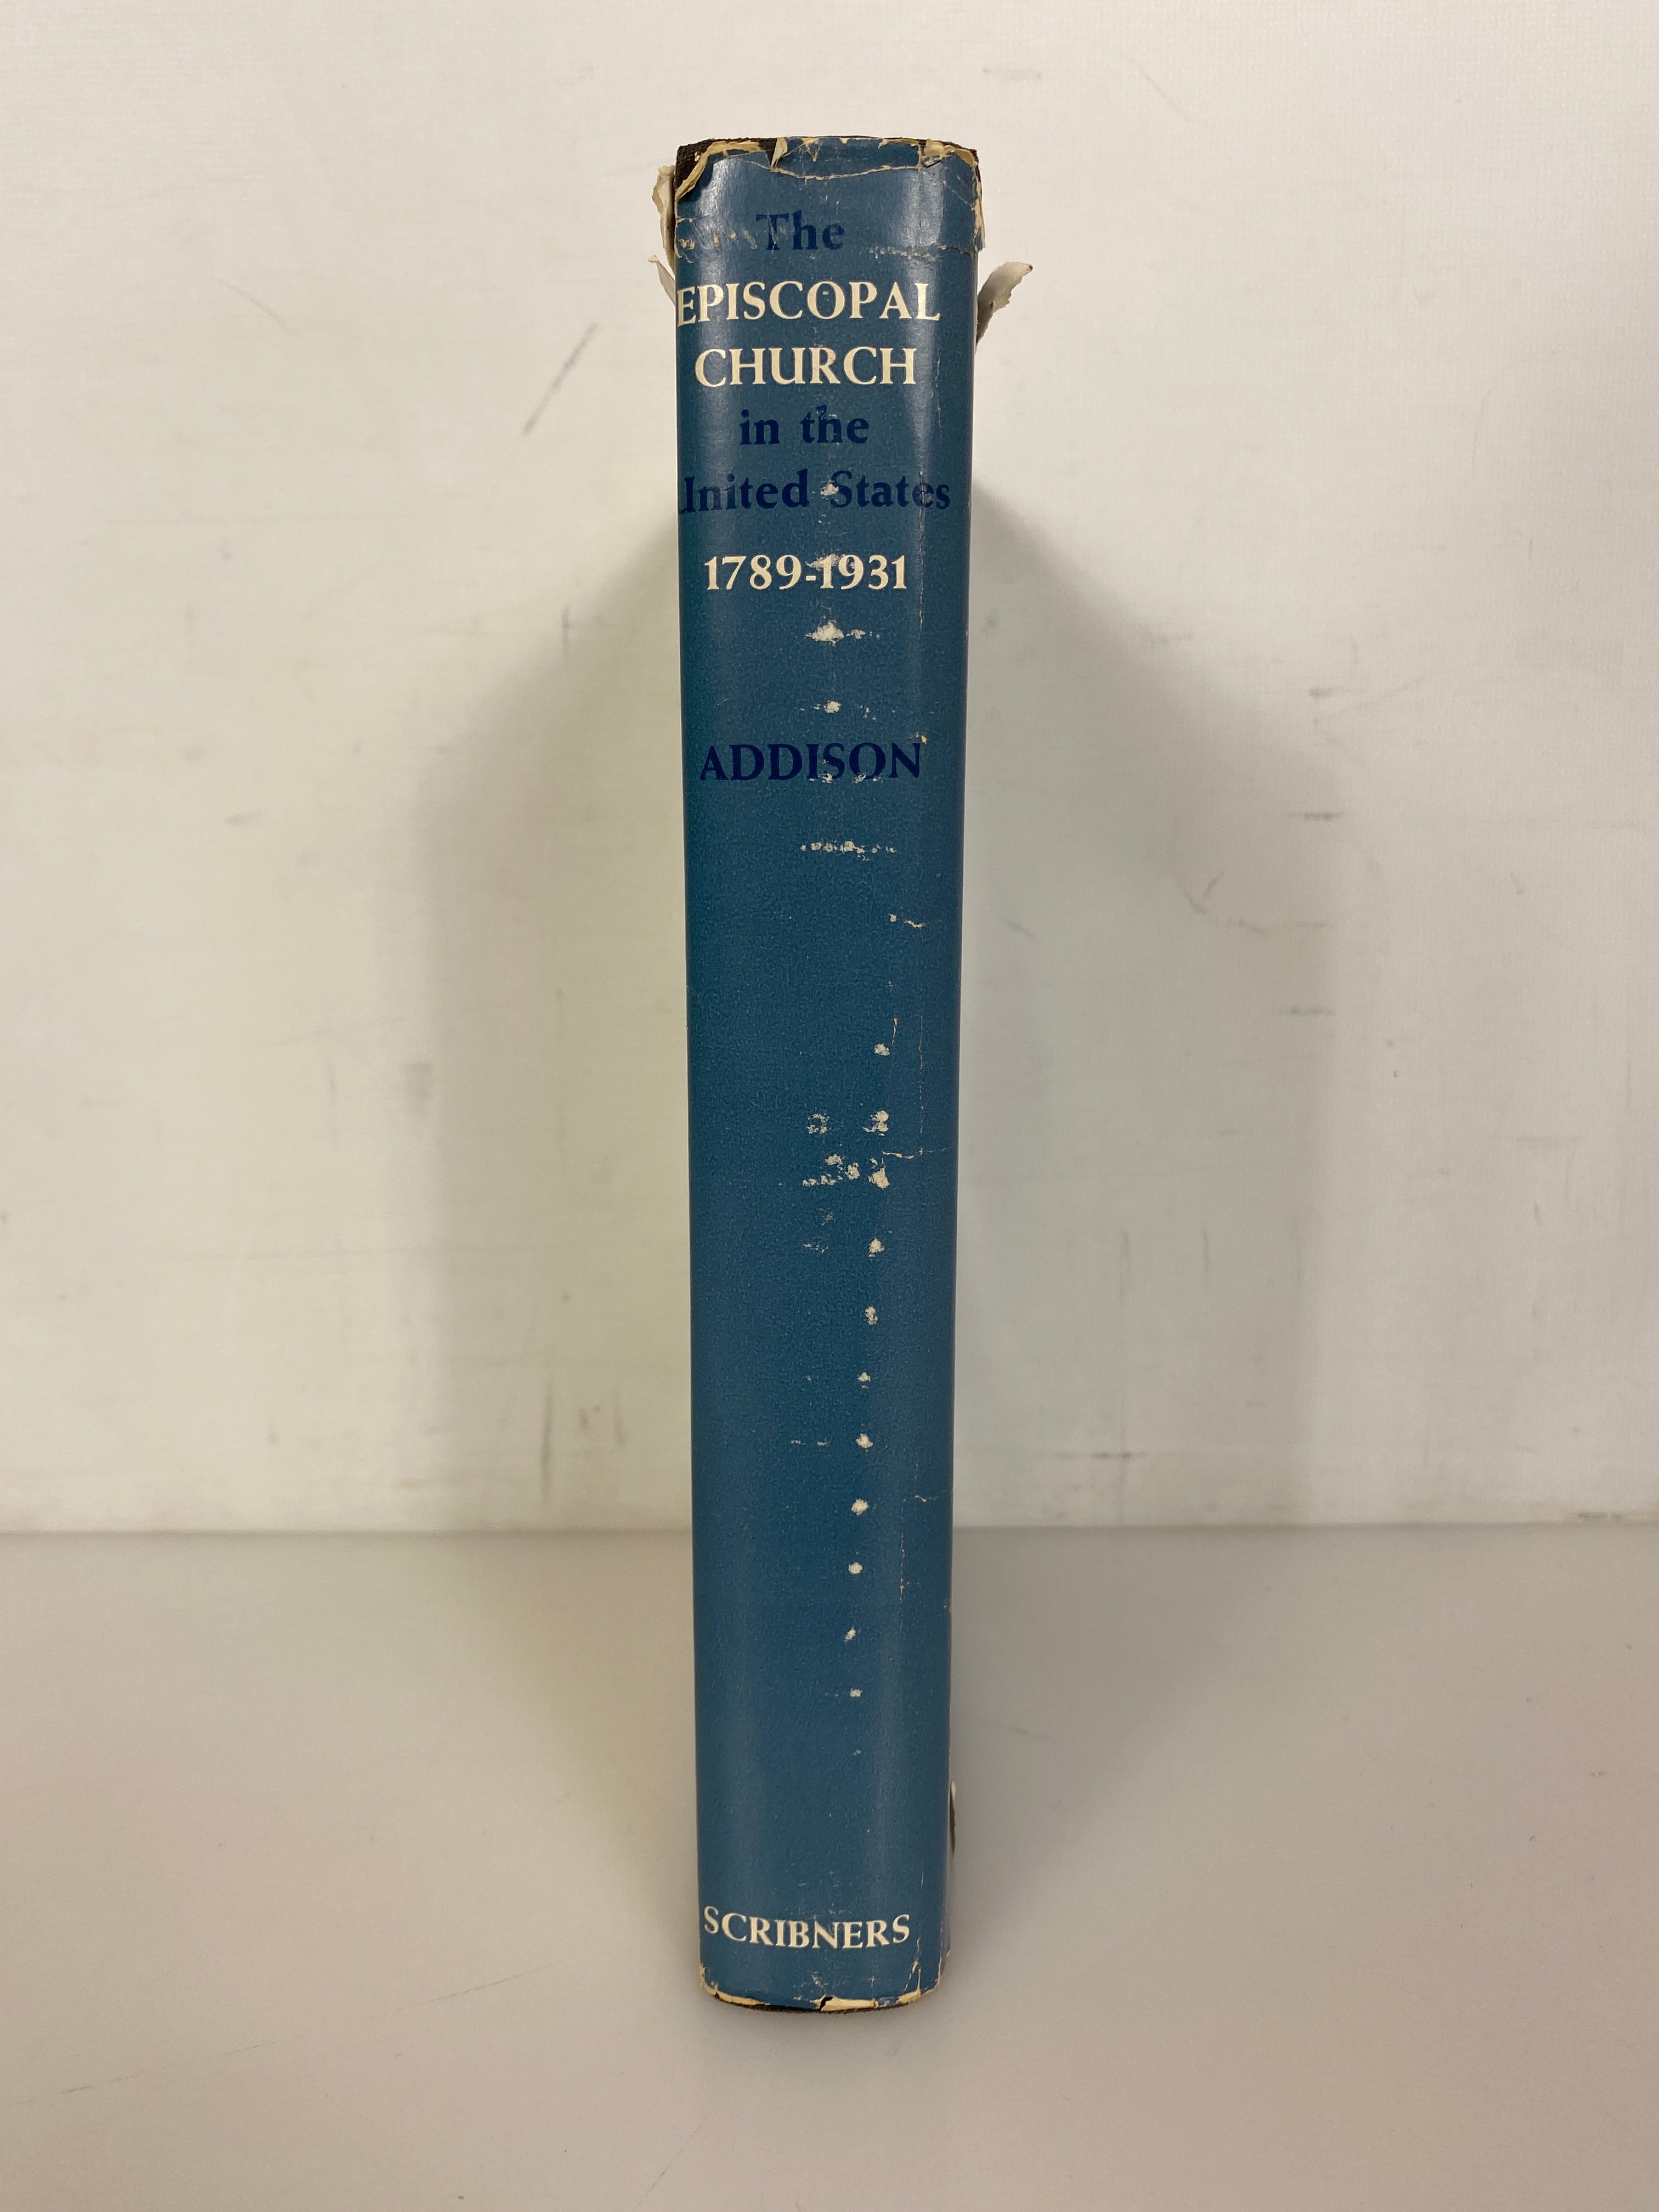 The
EPISCOPAL
CHURCH
in the
United States
1789-1931
ADDISON
SCRIBNERS